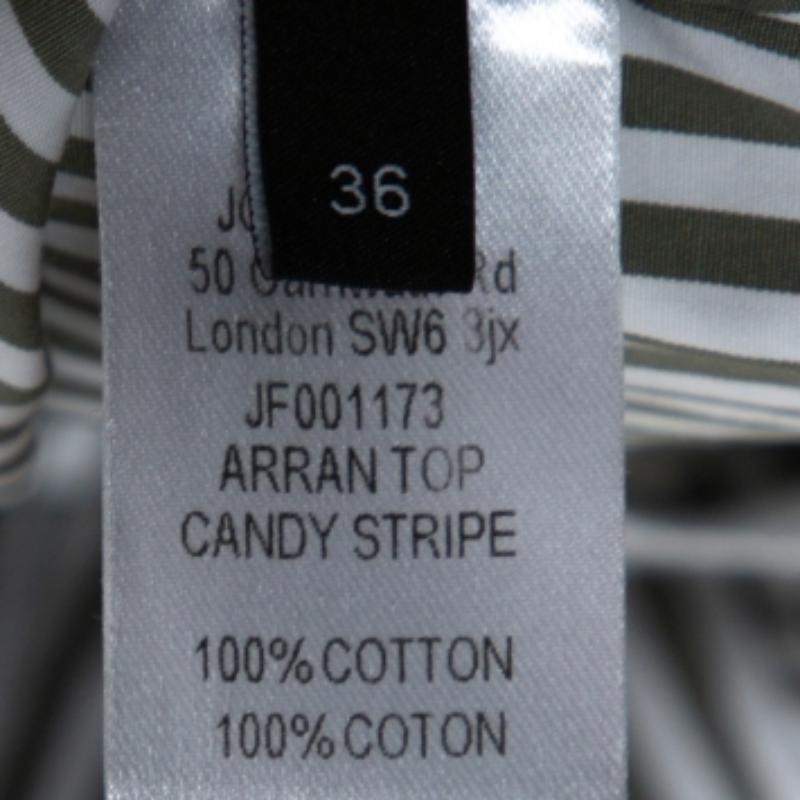 36
50 Rd
London SW6 3jx
JF001173
ARRAN TOP
CANDY STRIPE
100% COTTON
100% COTON